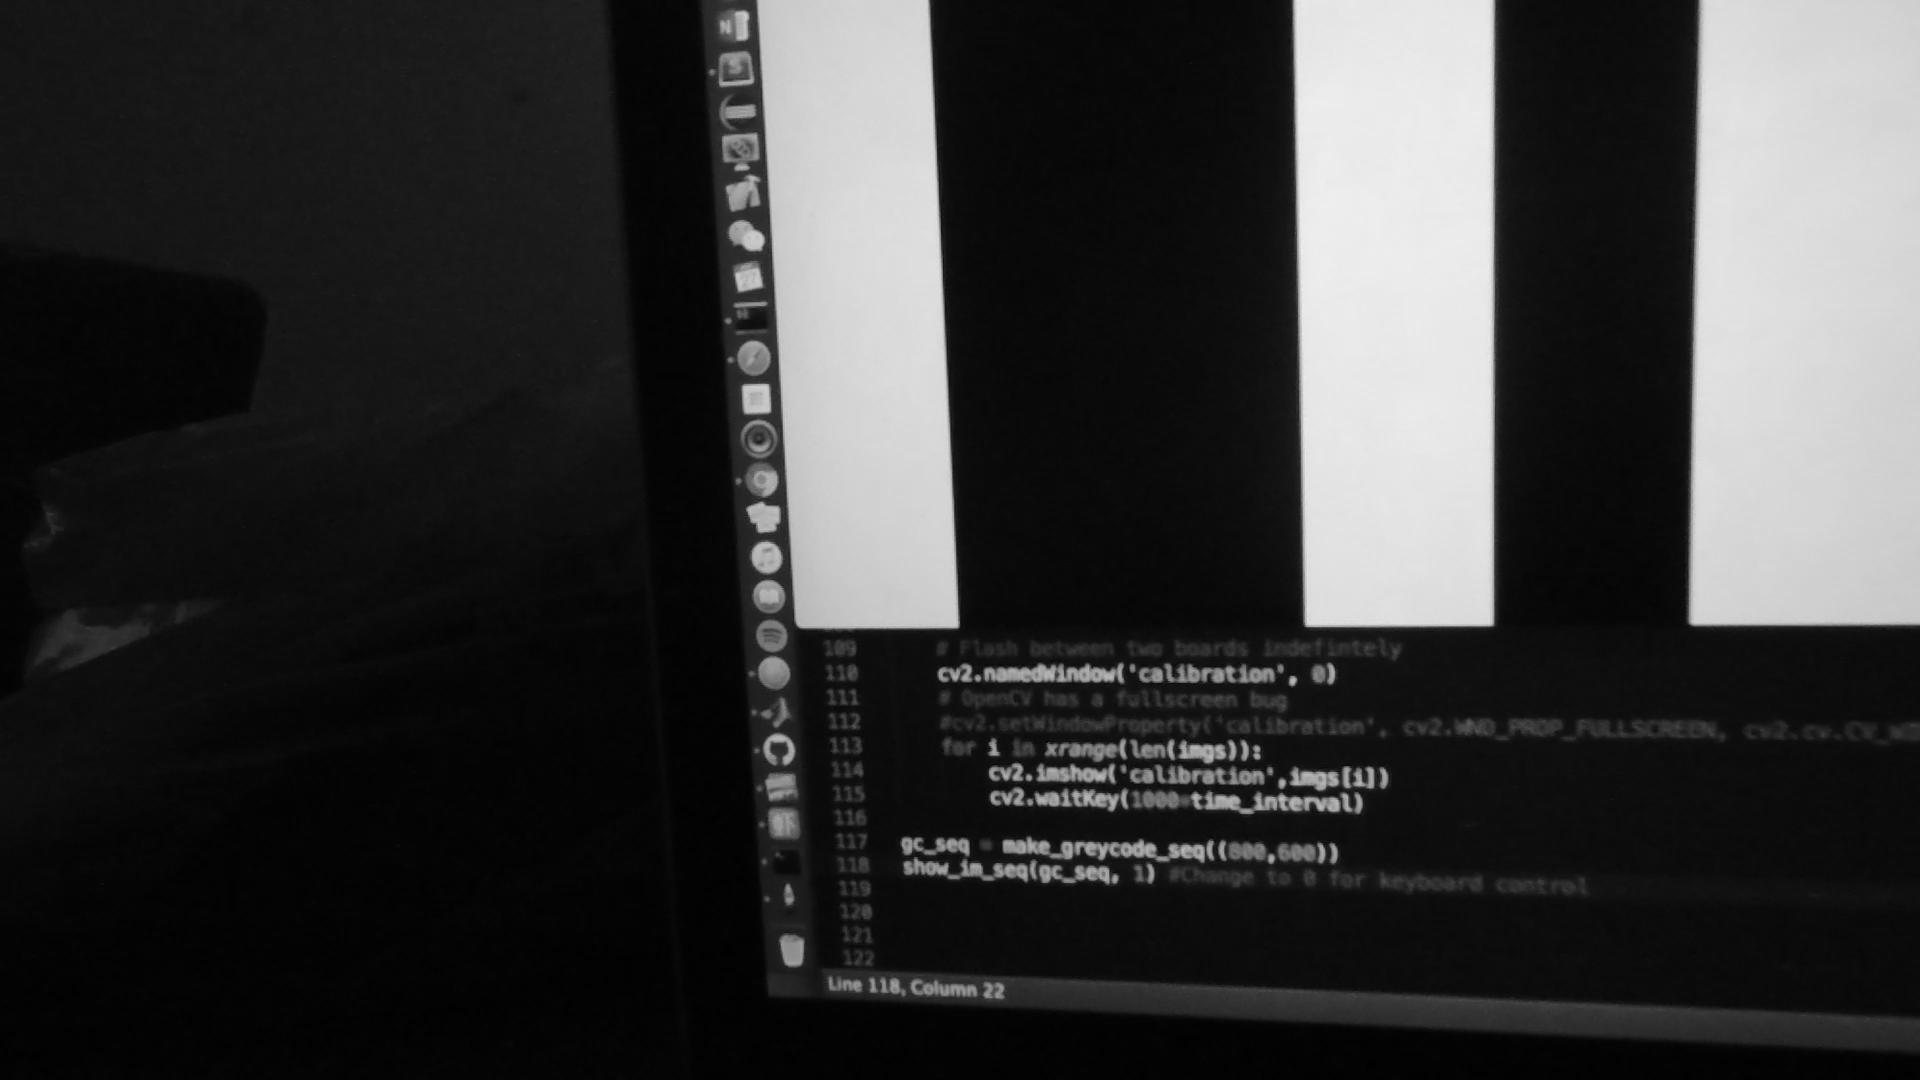 109 # Flash between two boards indefintely
110 cv2.namedWindow('calibration', 0)
111 # OpenCV has a fullscreen bug
112 #cv2.setWindowProperty('calibration', cv2.WND_PROP_FULLSCREEN, cv2.cv.CV_WI
113 for i in xrange(len(imgs)):
114 cv2.imshow('calibration',imgs[i])
115 cv2.waitKey(1000*time_interval)
116
117 gc_seq = make_greycode_seq((800,600))
118 show_im_seq(gc_seq, 1) #Change to 0 for keyboard control
119
120
121
122
Line 118, Column 22